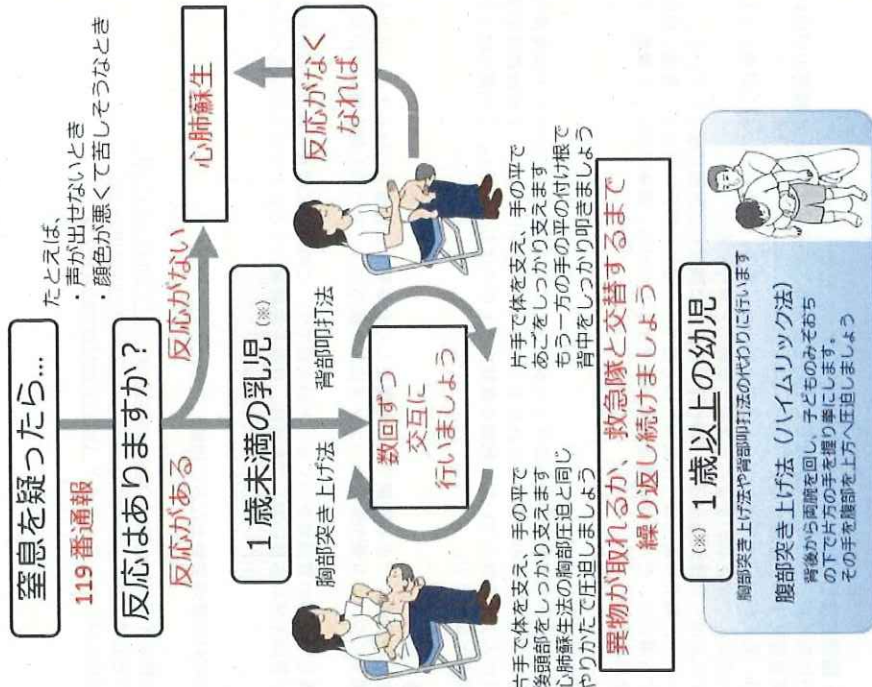 窒息を疑ったら…
たとえば、
・声が出せないとき
・顔色が悪くて苦しそうなとき
119番通報
反応はありますか?
反応がある
反応がない
心肺蘇生
1歳未満の乳児(※)
胸部突き上げ法
背部叩打法
数回ずつ
交互に
行いましょう
反応がなく
なれば
片手で体を支え、手の平で
後頭部をしっかり支えます
心肺蘇生法の胸部圧迫と同じ
やりかたで圧迫しましょう
片手で体を支え、手の平で
あごをしっかり支えます
もう一方の手の平の付け根で
背中をしっかり叩きましょう
異物が取れるか、救急隊と交替するまで
繰り返し続けましょう
(※) 1歳以上の幼児
胸部突き上げ法や背部叩打法の代わりに行います
腹部突き上げ法(ハイムリック法)
背後から両腕を回し、子どものみぞおち
の下で片方の手を握り拳にします。
その手を腹部を上方へ圧迫しましょう